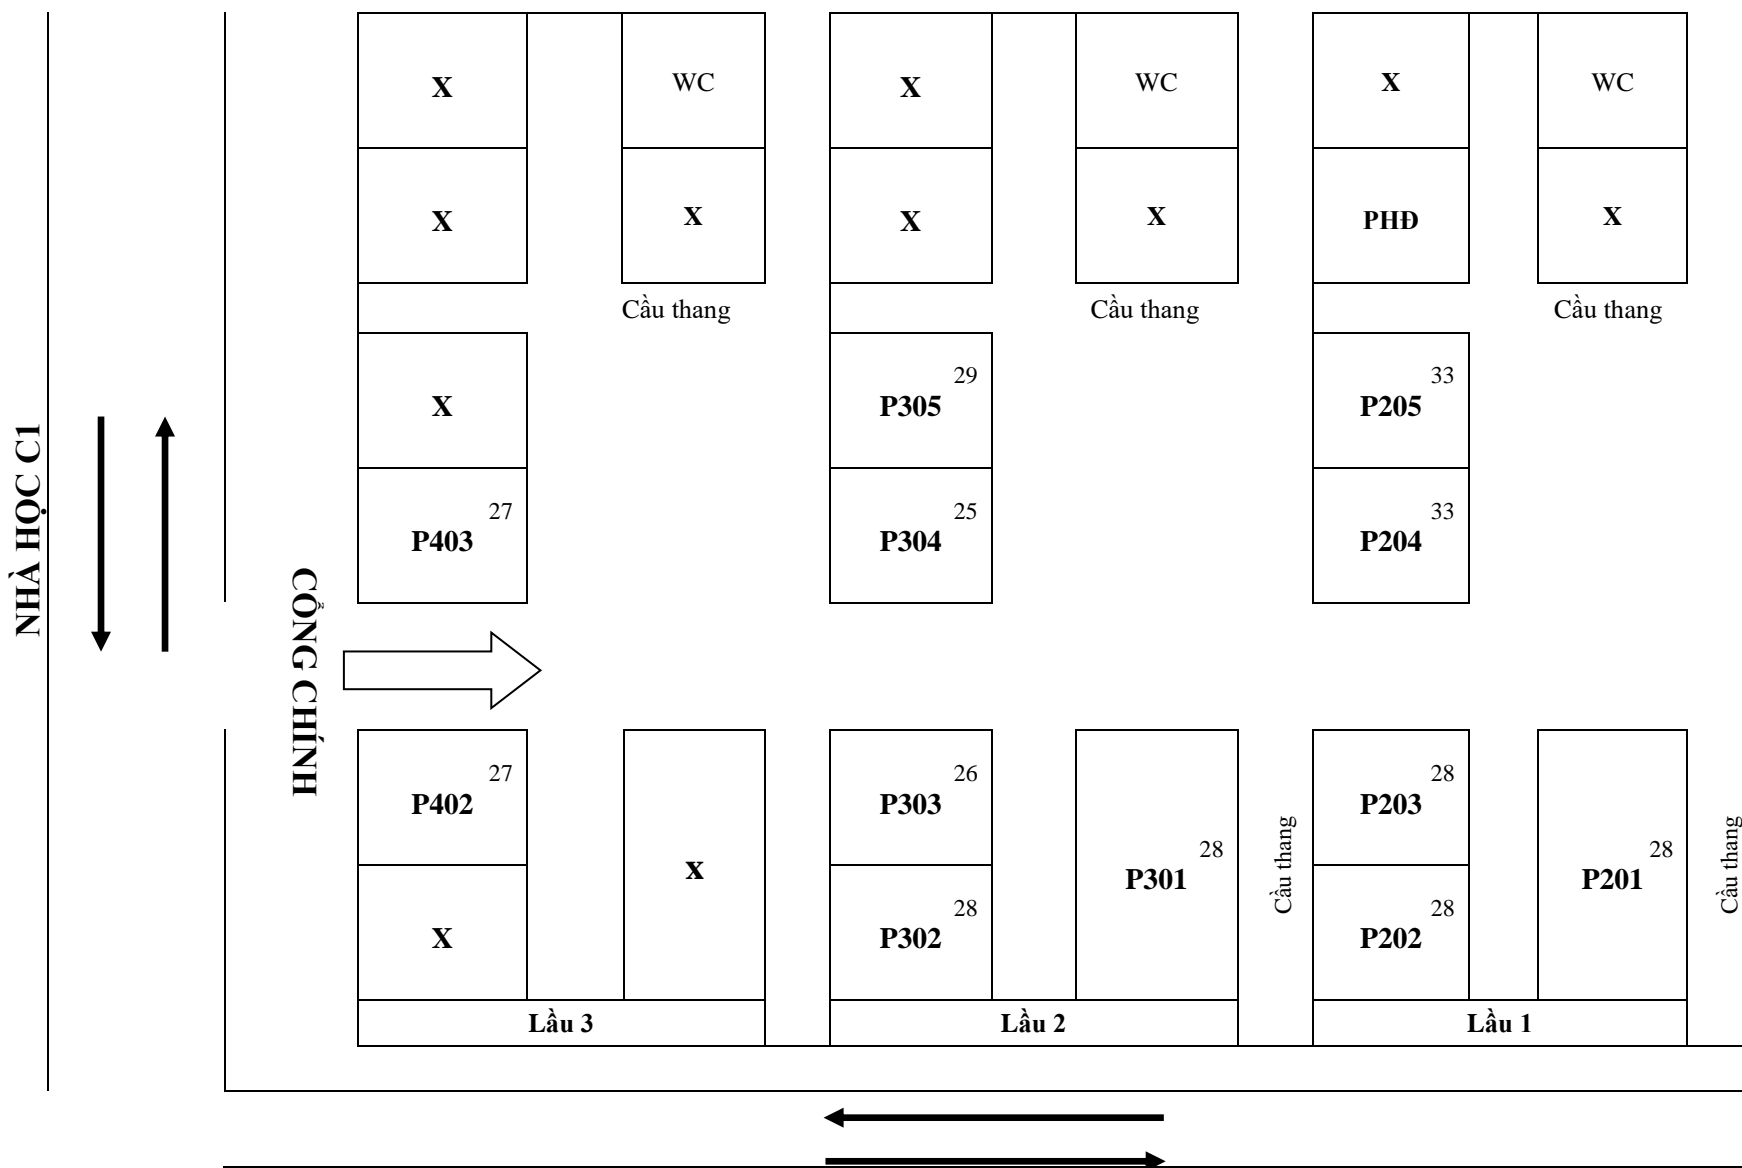 X
WC
X
WC
X
WC
X
X
X
X
PHĐ
X
Cầu thang
Cầu thang
Cầu thang
X
29
P305
33
P205
27
P403
25
P304
33
P204
NHÀ HỌC C1
CỔNG CHÍNH
27
P402
26
P303
28
P203
X
28
P301
28
P201
Cầu thang
Cầu thang
X
28
P302
28
P202
Lầu 3
Lầu 2
Lầu 1